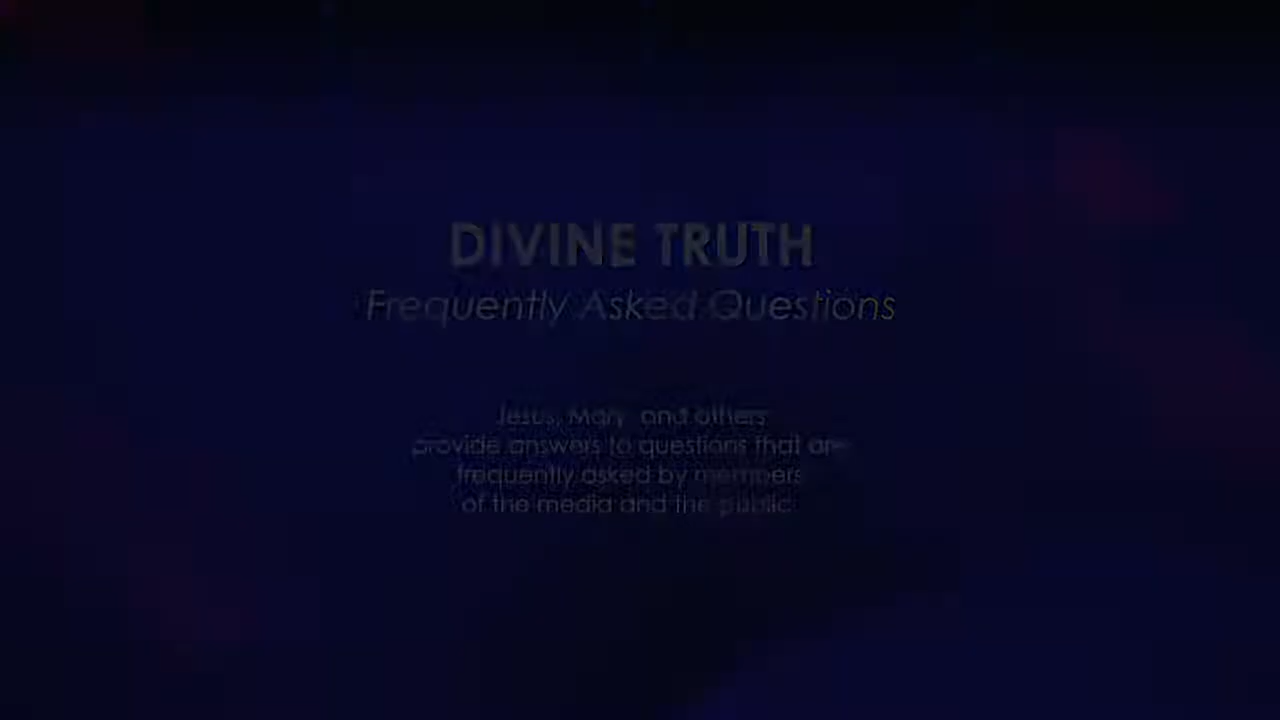 DIVINE TRUTH
Frequently Asked Questions
Jesus, Mary and others
provide answers to questions that are
frequently asked by members
of the media and the public